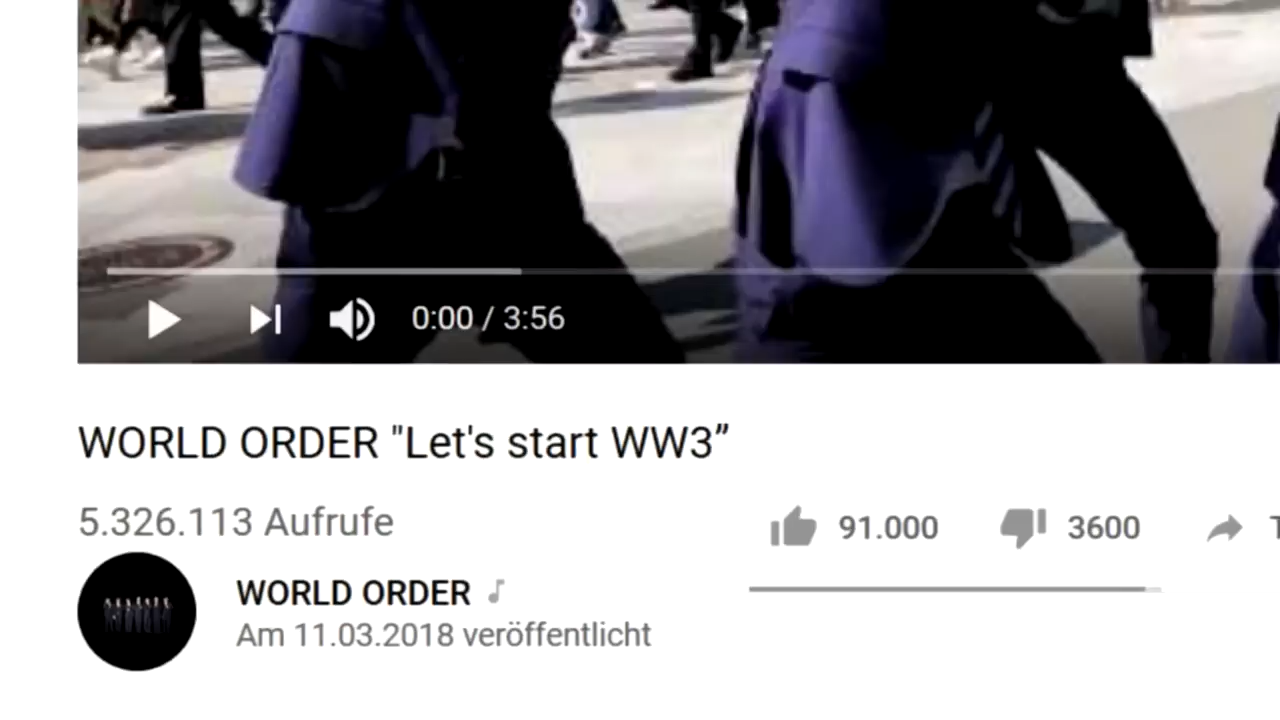 0:00 / 3:56
WORLD ORDER "Let's start WW3”
5.326.113 Aufrufe
91.000
3600
WORLD ORDER
Am 11.03.2018 veröffentlicht